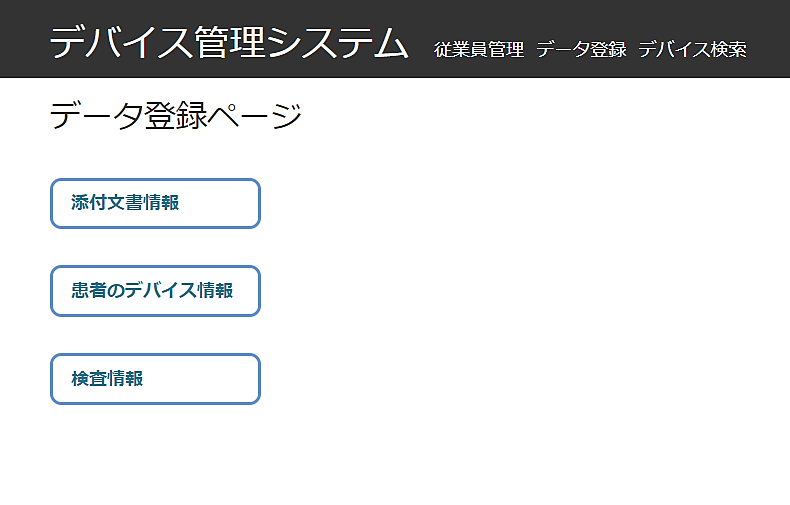 デバイス管理システム 従業員管理 データ登録 デバイス検索
データ登録ページ
添付文書情報
患者のデバイス情報
検査情報